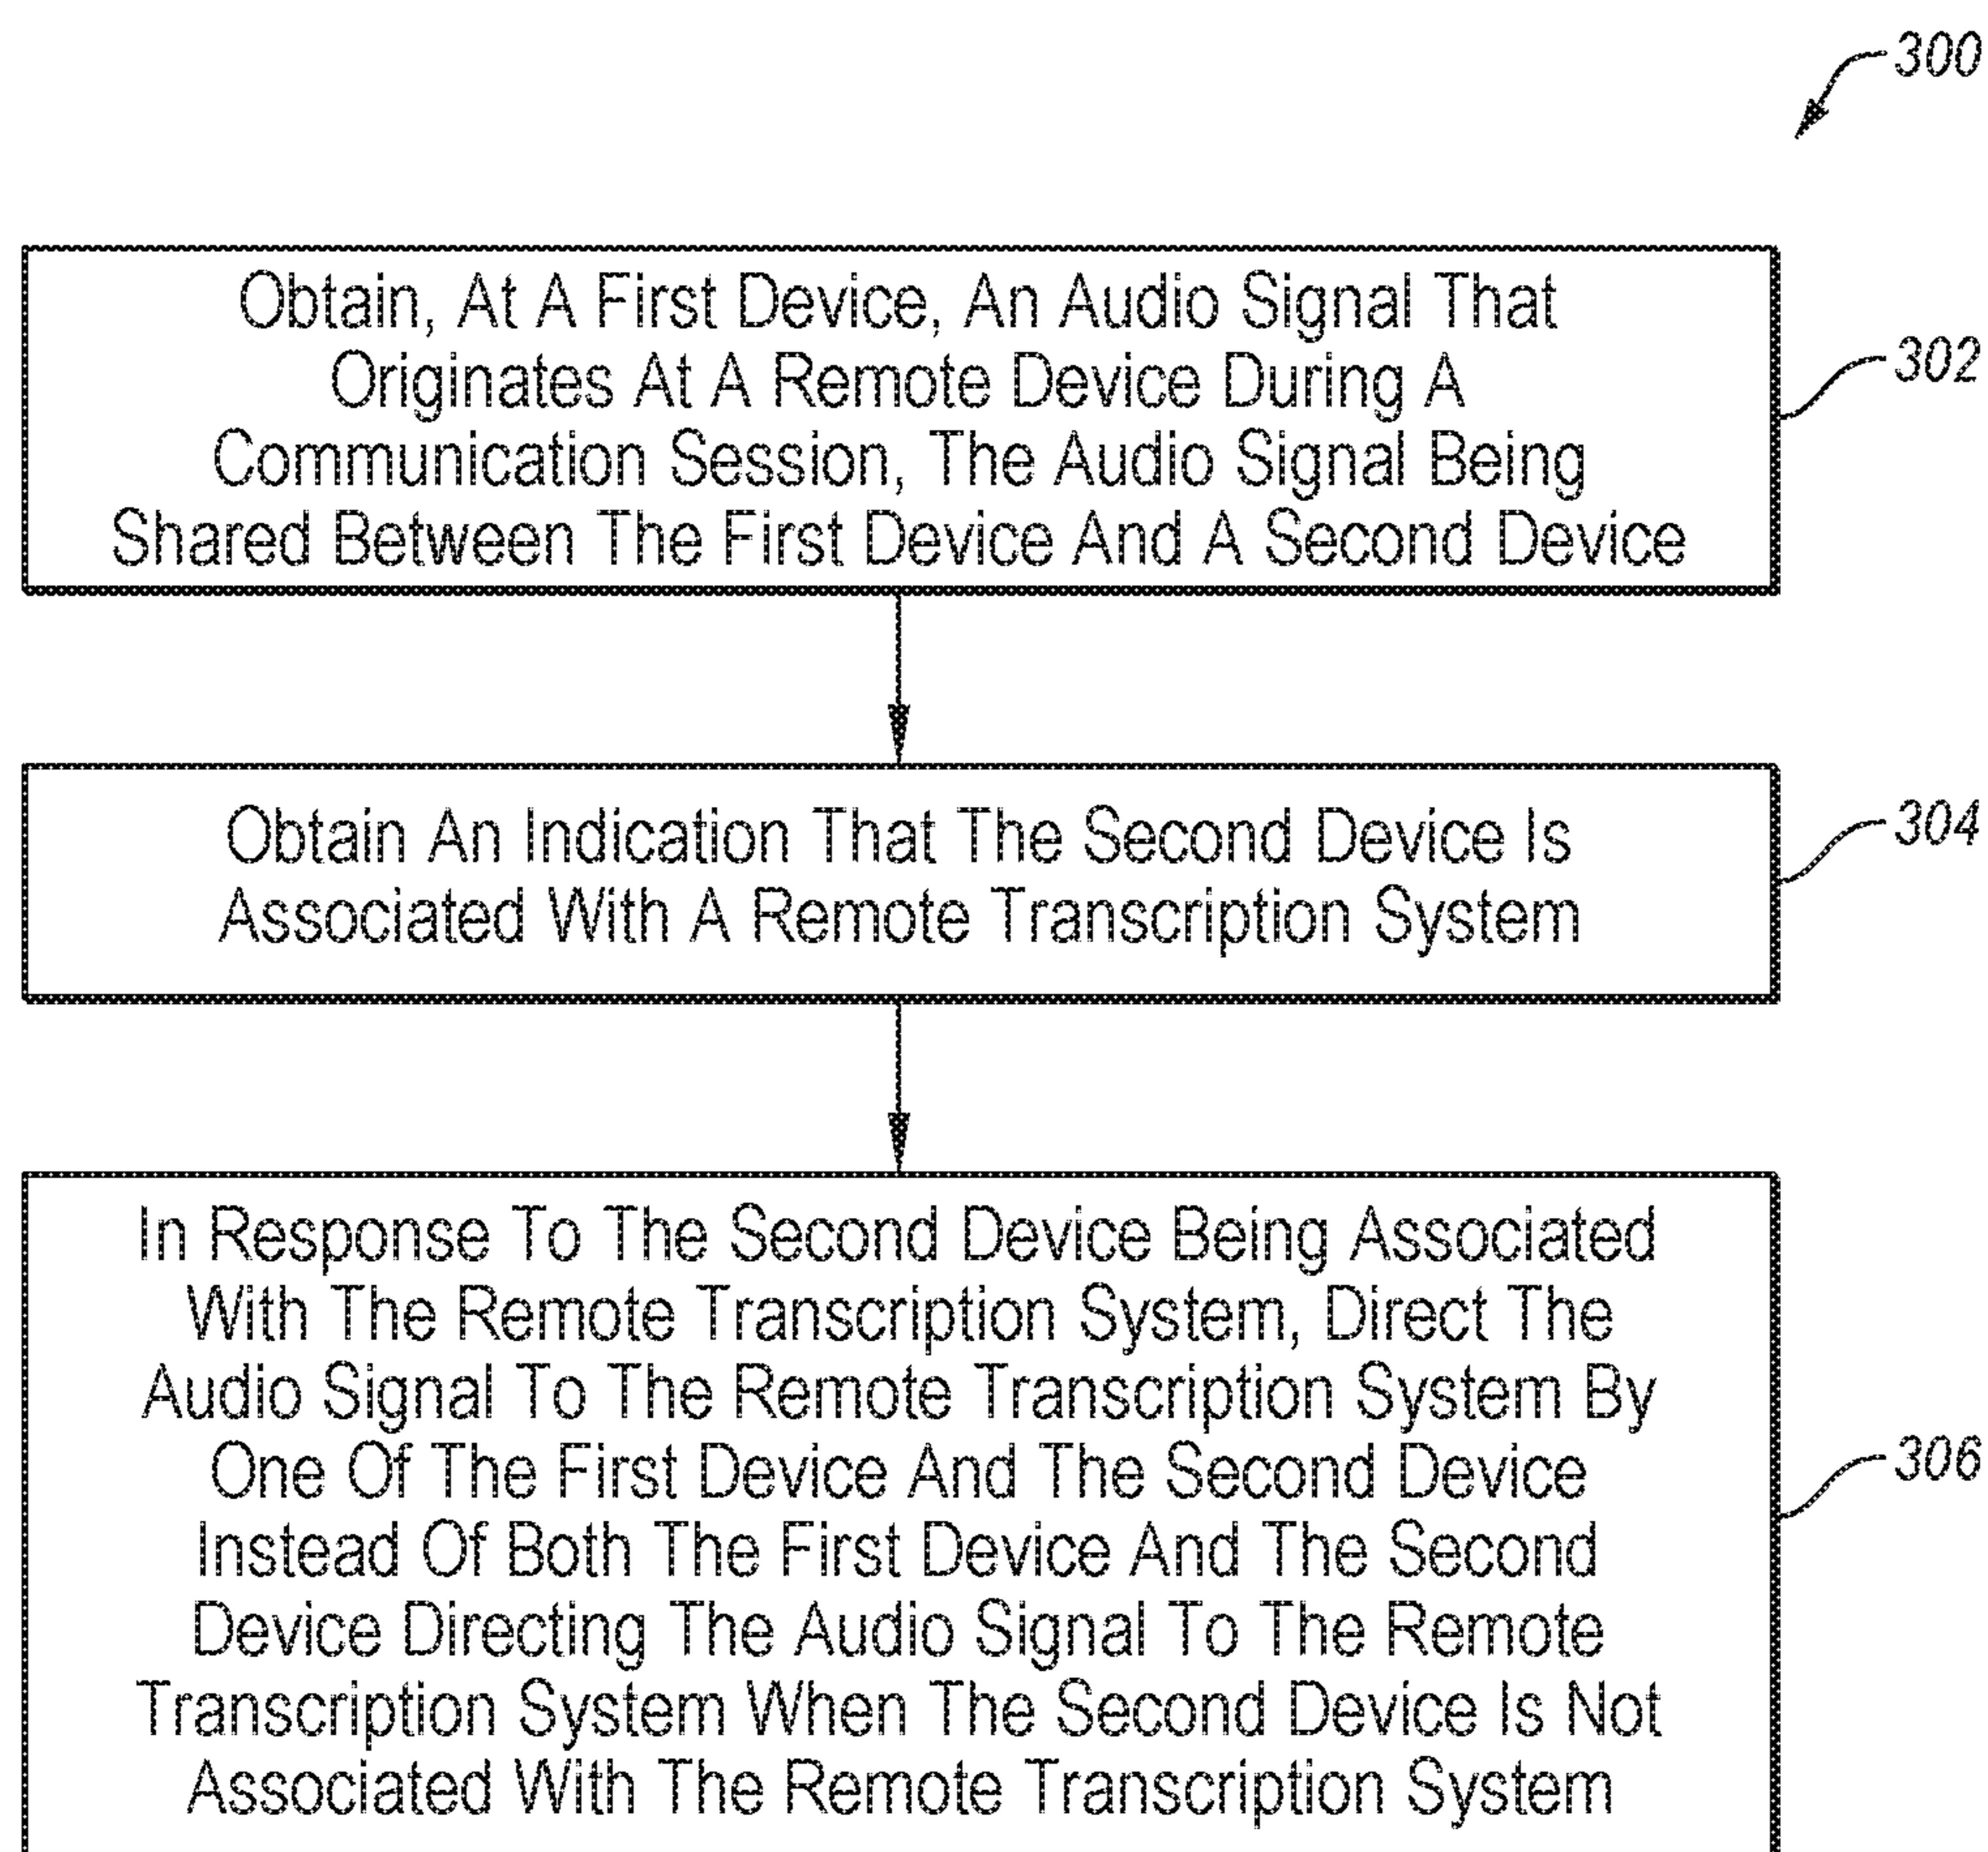 300
Obtain, At A First Device, An Audio Signal That
Originates At A Remote Device During A
Communication Session, The Audio Signal Being
Shared Between The First Device And A Second Device
302
Obtain An Indication That The Second Device Is
Associated With A Remote Transcription System
304
In Response To The Second Device Being Associated
With The Remote Transcription System, Direct The
Audio Signal To The Remote Transcription System By
One Of The First Device And The Second Device
Instead Of Both The First Device And The Second
Device Directing The Audio Signal To The Remote
Transcription System When The Second Device Is Not
Associated With The Remote Transcription System
306